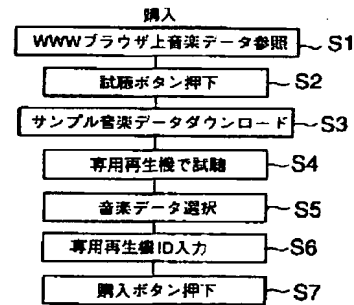 購入
WWWブラウザ上音楽データ参照 S1
試聴ボタン押下 S2
サンプル音楽データダウンロード S3
専用再生機で試聴 S4
音楽データ選択 S5
専用再生機ID入力 S6
購入ボタン押下 S7